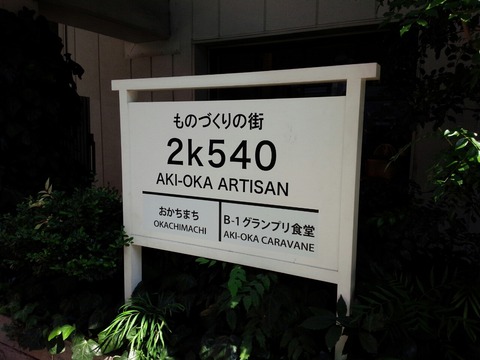 ものづくりの街
2k540
AKI-OKA ARTISAN
おかちまち
OKACHIMACHI
B-1グランプリ食堂
AKI-OKA CARAVANE